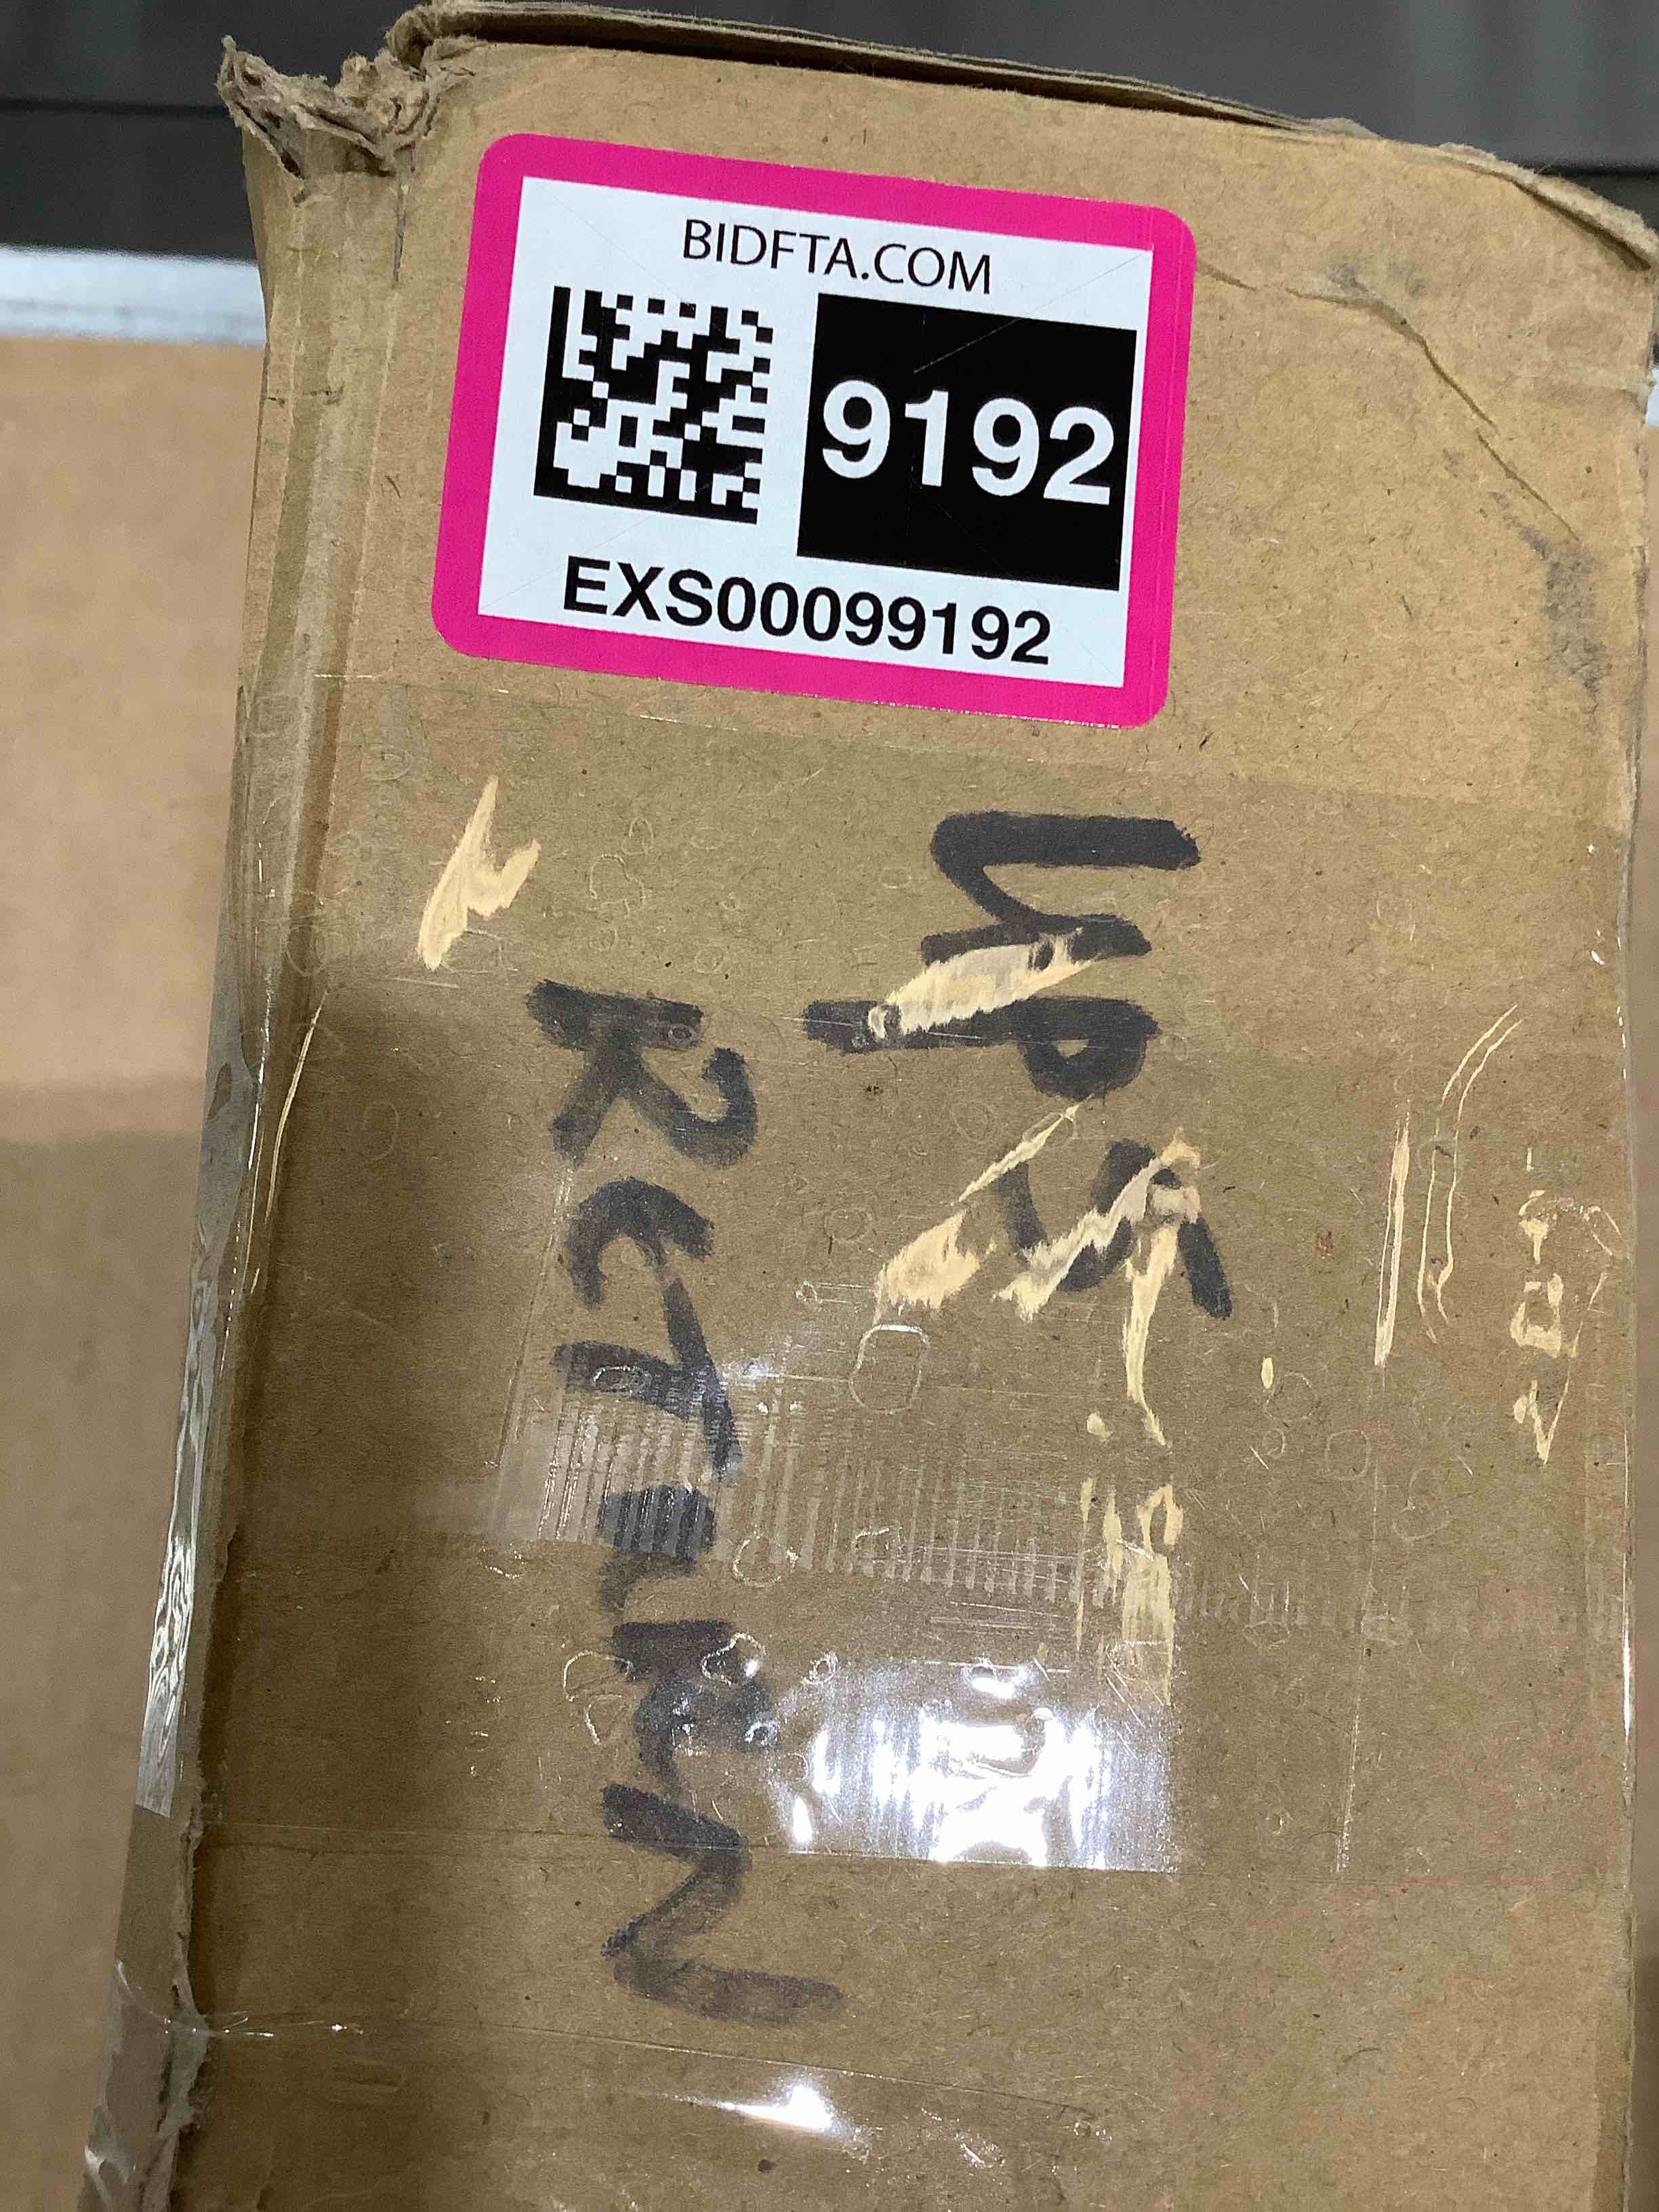 BIDFTA.COM
9192
EXS00099192
UPS
RETURN